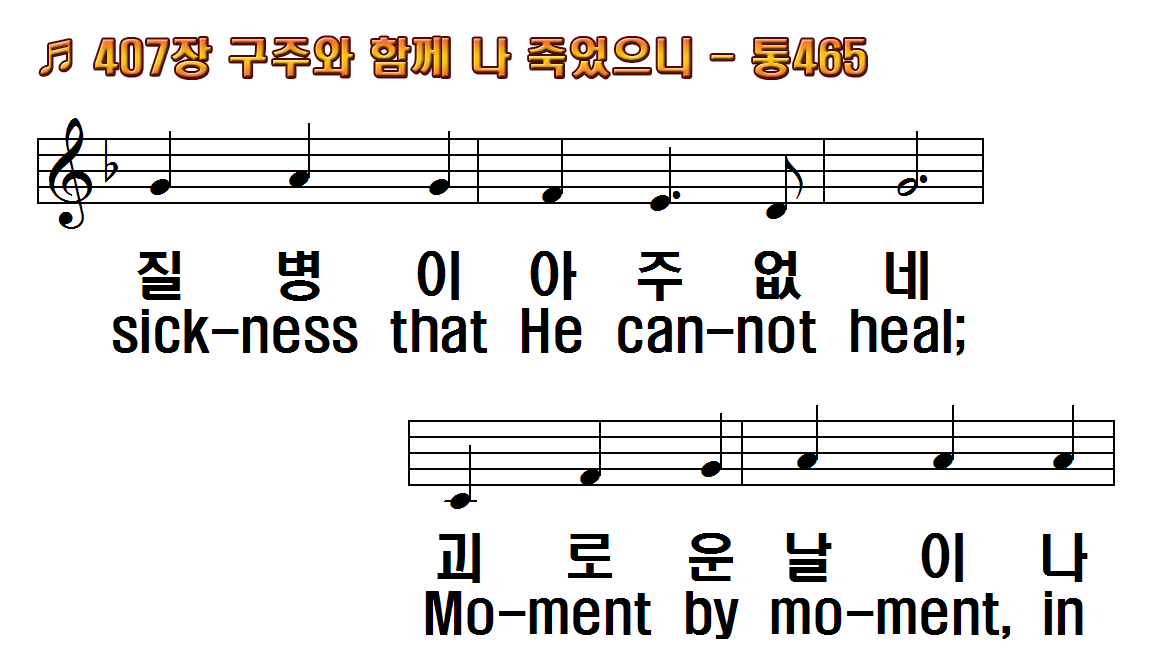 ♬ 407장 구주와 함께 나 죽었으니 - 통465
질 병 이 아 주 없 네
sick-ness that He can-not heal;
괴 로 운 날 이 나
Mo-ment by mo-ment, in